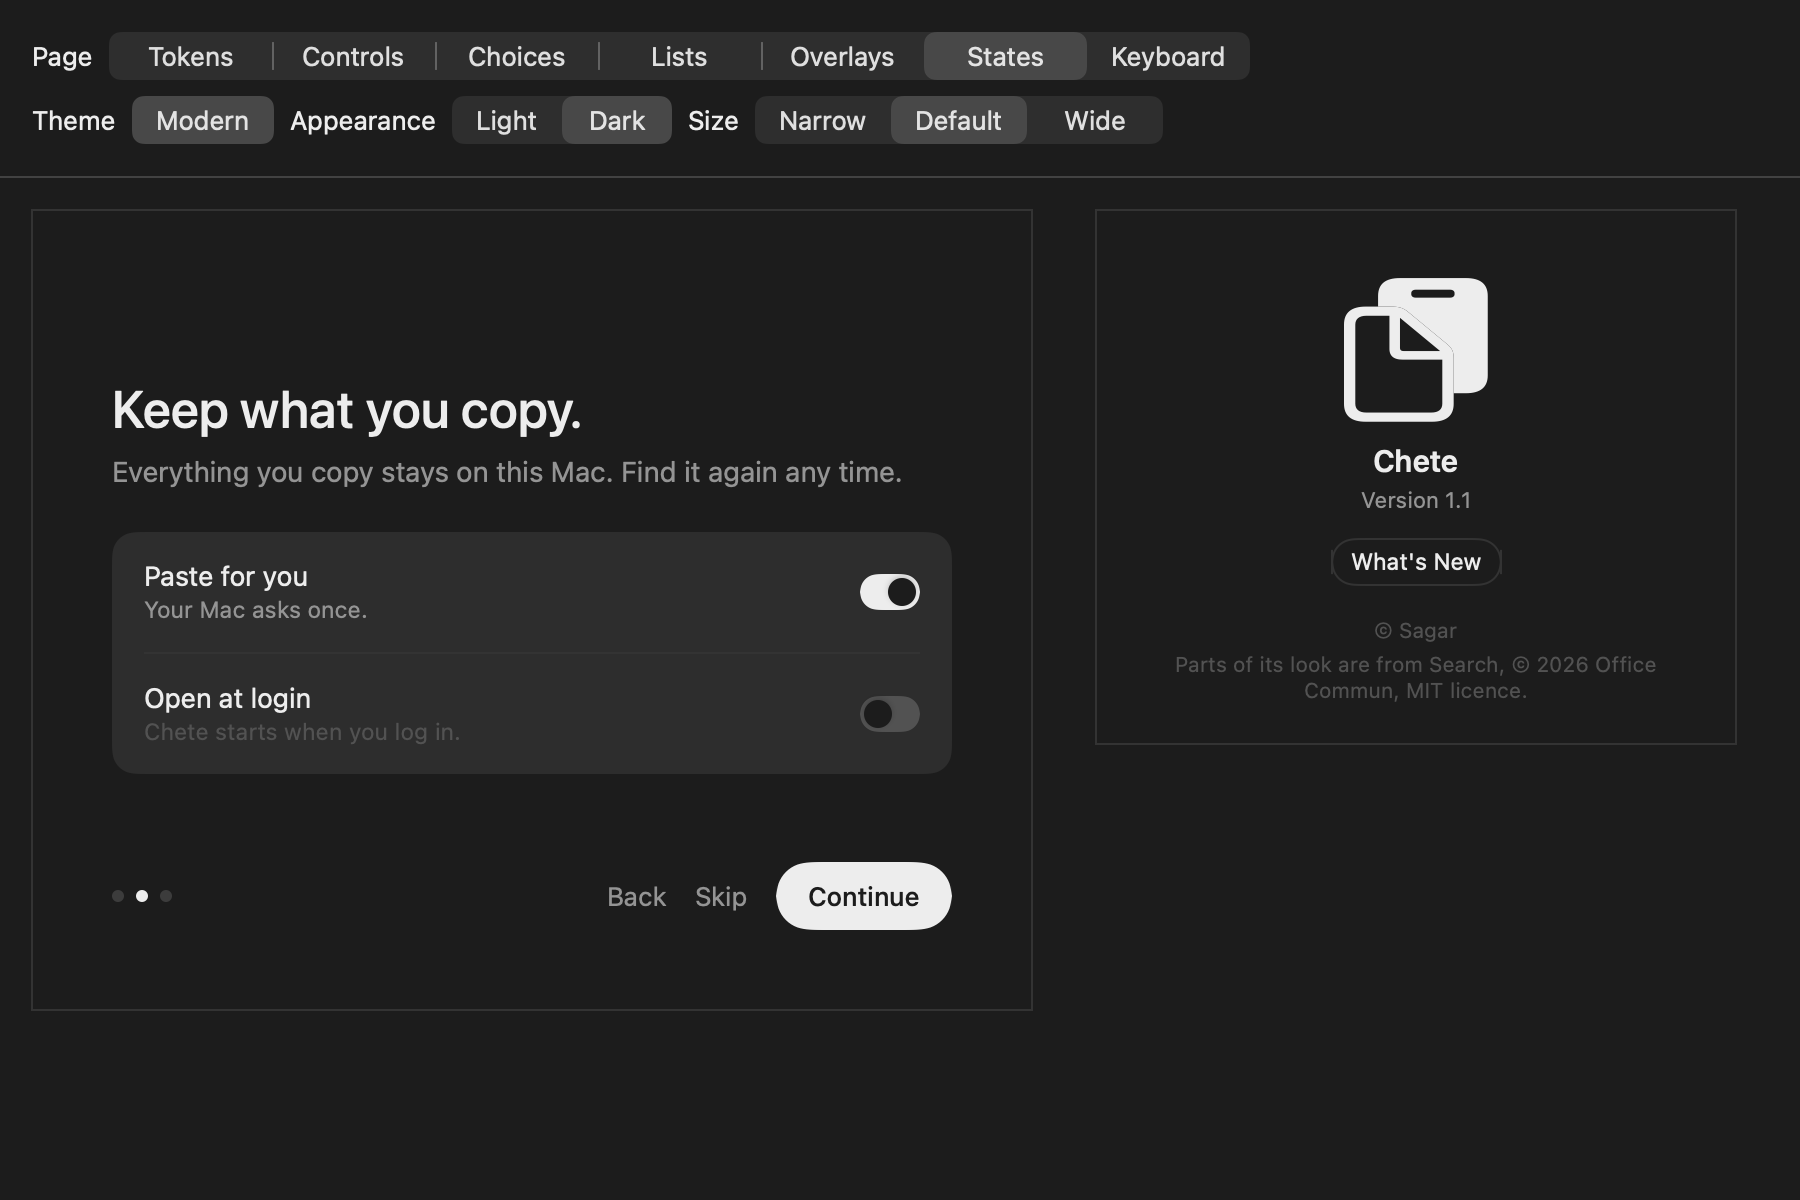 Page Tokens Controls Choices Lists Overlays States Keyboard
Theme Modern Appearance Light Dark Size Narrow Default Wide
Keep what you copy.
Everything you copy stays on this Mac. Find it again any time.
Paste for you
Your Mac asks once.
Open at login
Chete starts when you log in.
Back Skip Continue
Chete
Version 1.1
What's New
© Sagar
Parts of its look are from Search, © 2026 Office
Commun, MIT licence.